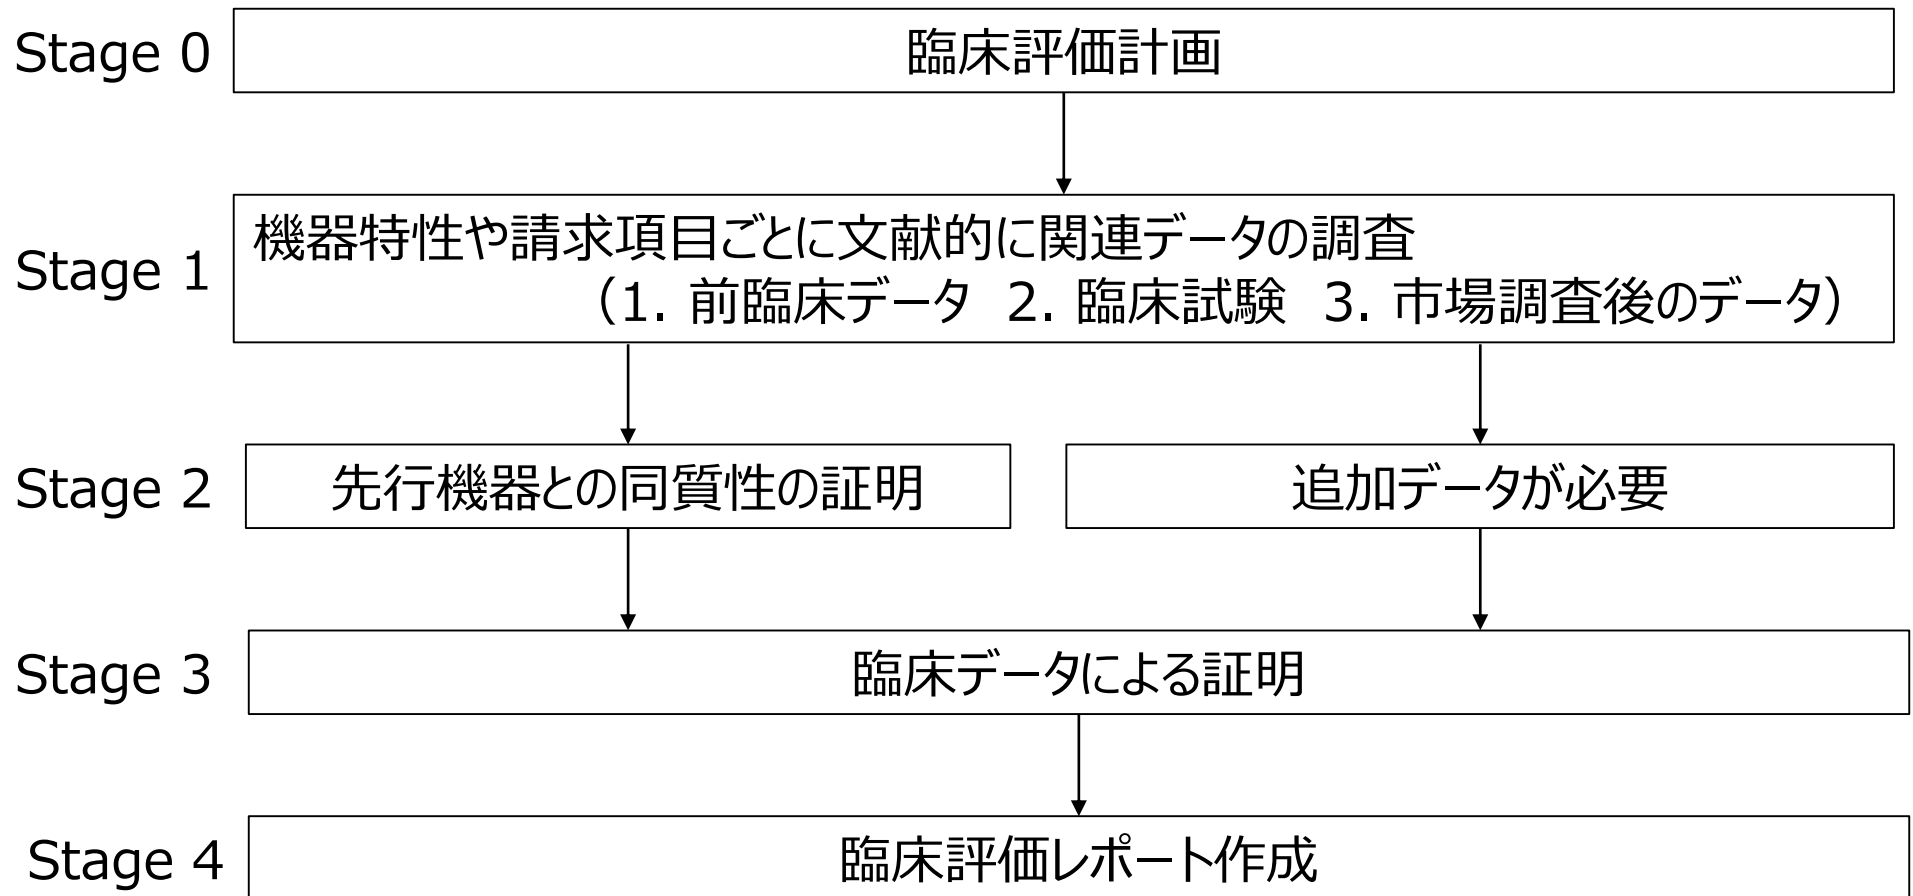 Stage 0
臨床評価計画
Stage 1
機器特性や請求項目ごとに文献的に関連データの調査
（1. 前臨床データ 2. 臨床試験 3. 市場調査後のデータ）
Stage 2
先行機器との同質性の証明
追加データが必要
Stage 3
臨床データによる証明
Stage 4
臨床評価レポート作成